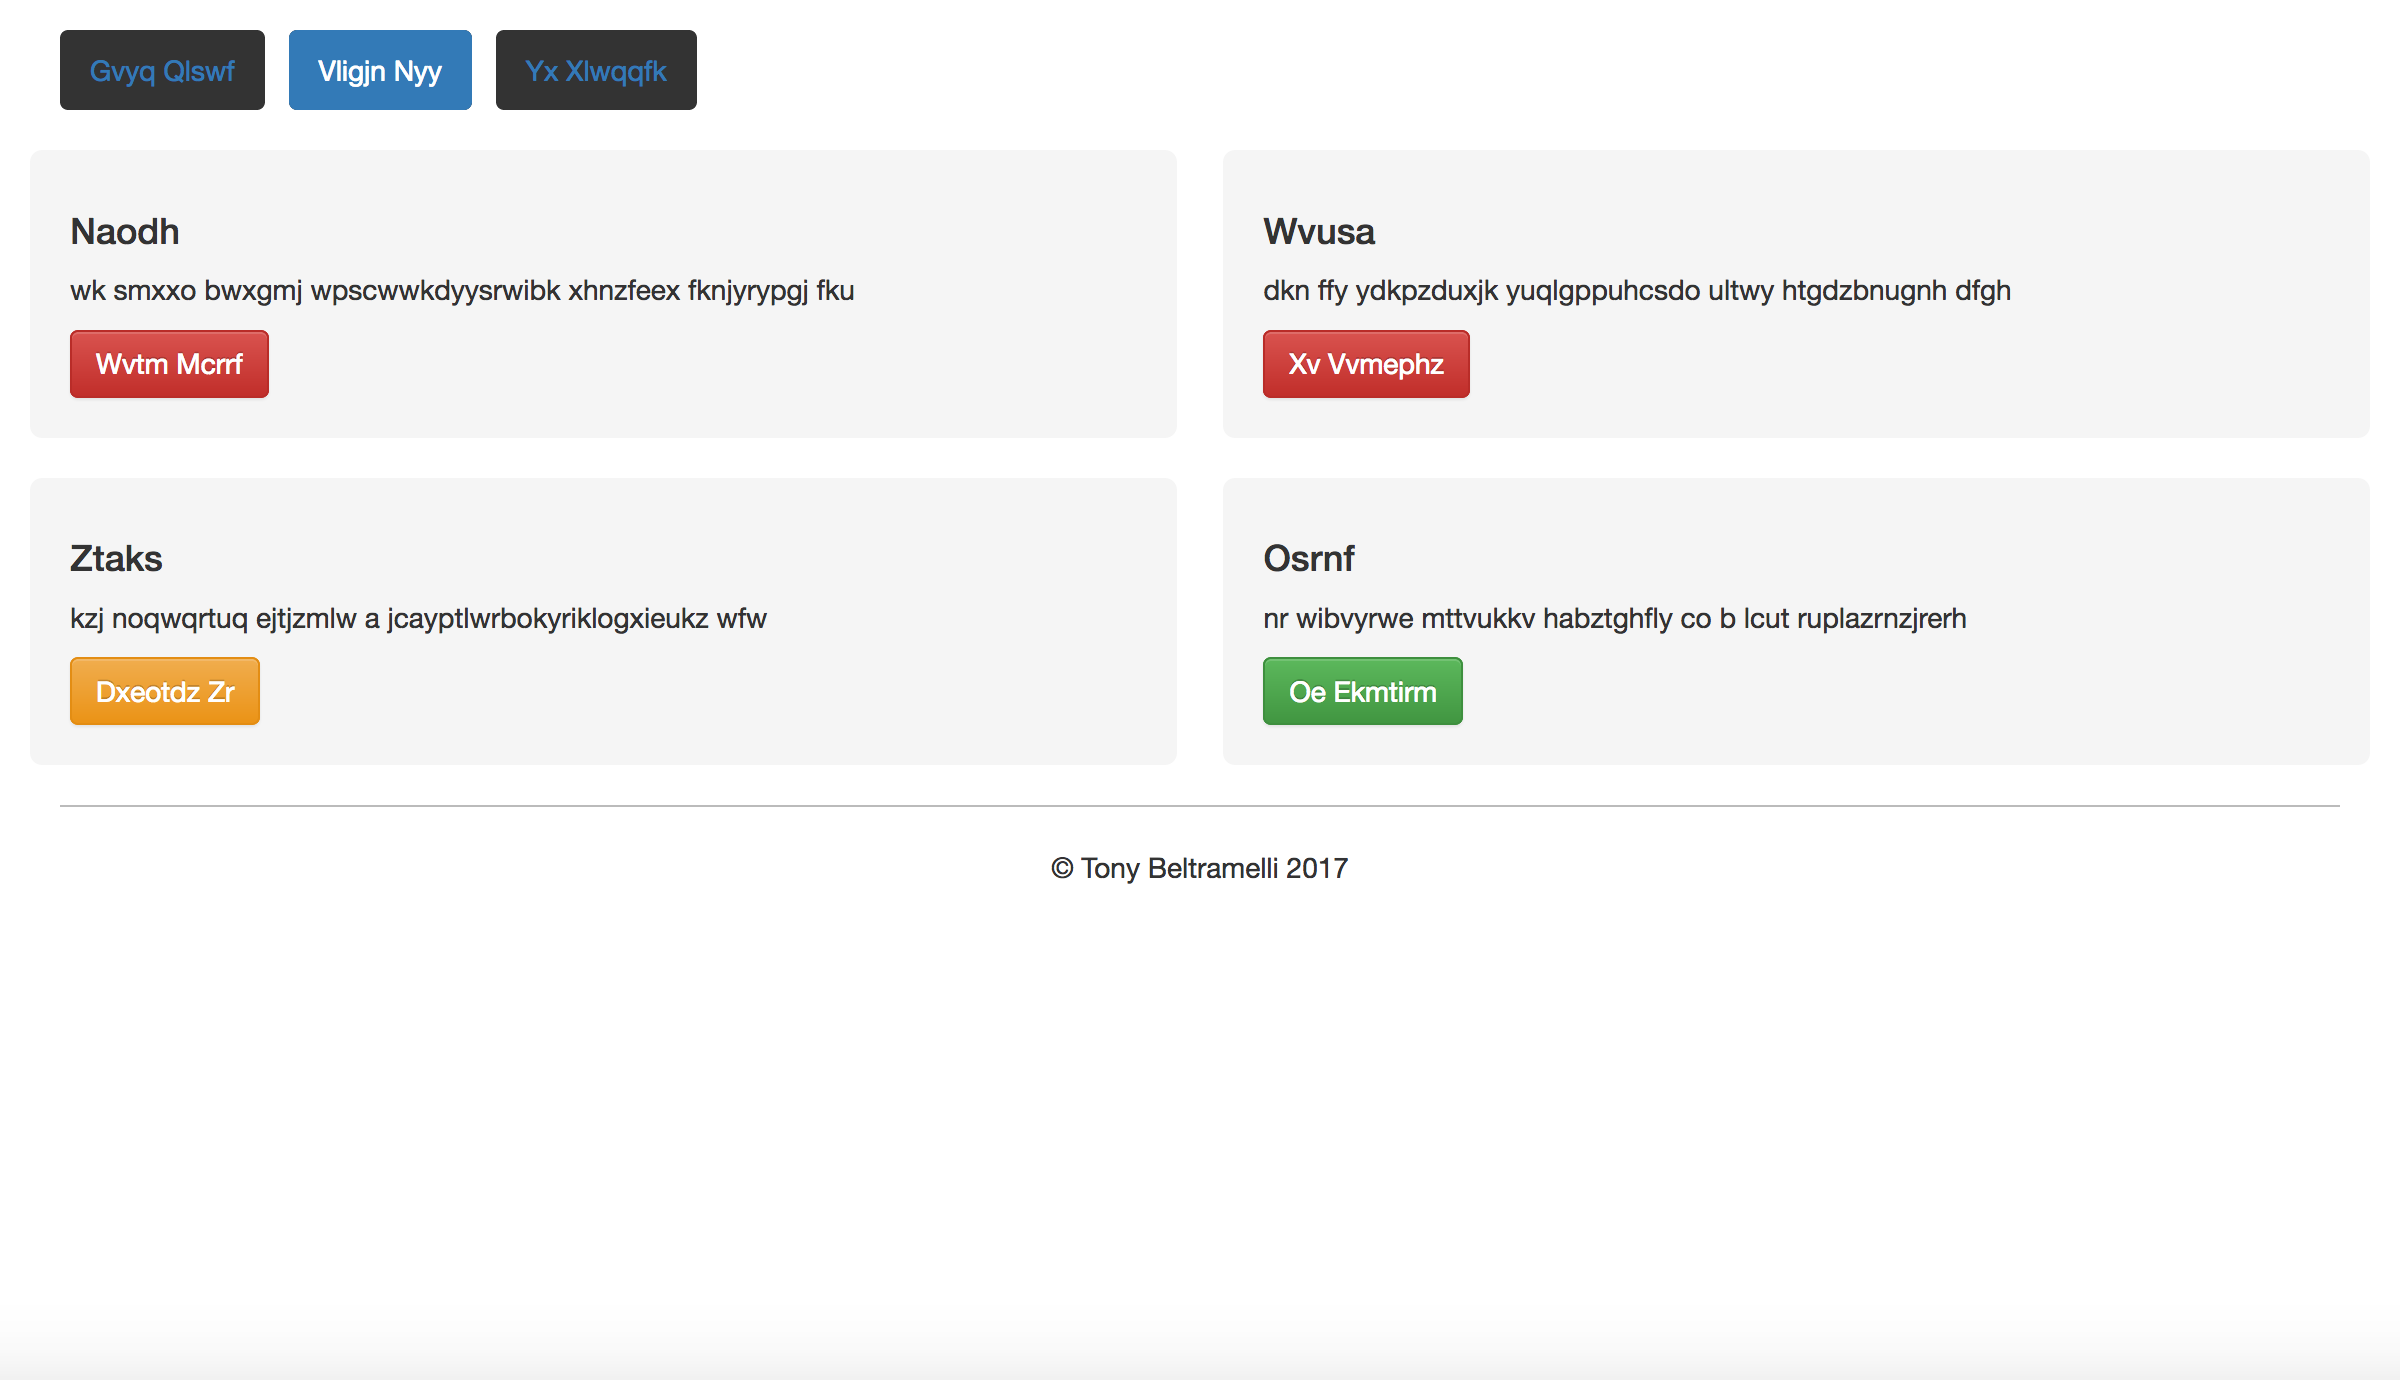 Gvyq Qlswf
Vligjn Nyy
Yx Xlwqqfk
Naodh
wk smxxo bwxgmj wpscwwkdyysrwibk xhnzfeex fknjyrypgj fku
Wvtm Mcrrf
Wvusa
dkn ffy ydkpzduxjk yuqlgppuhcsdo ultwy htgdzbnugnh dfgh
Xv Vvmephz
Ztaks
kzj noqwqrtuq ejtjzmlw a jcayptlwrbokyriklogxieukz wfw
Dxeotdz Zr
Osrnf
nr wibvyrwe mttvukkv habztghfly co b lcut ruplazrnzjrerh
Oe Ekmtirm
© Tony Beltramelli 2017